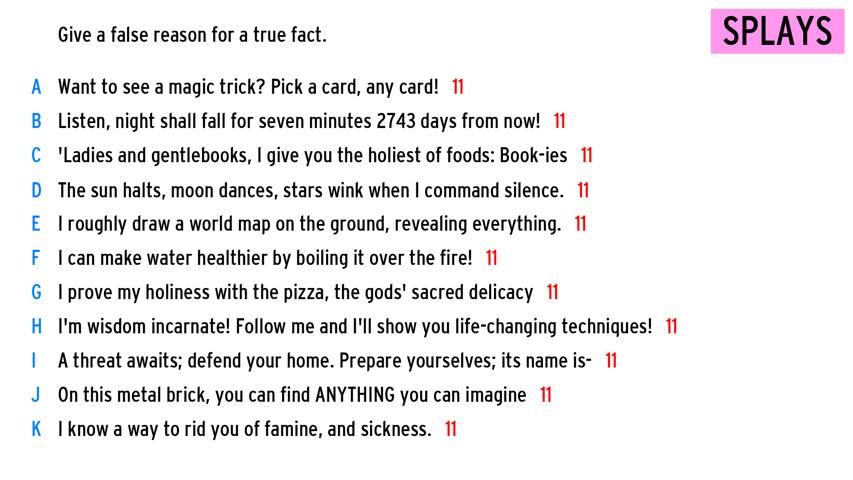 Give a false reason for a true fact.
SPLAYS
A Want to see a magic trick? Pick a card, any card! 11
B Listen, night shall fall for seven minutes 2743 days from now! 11
C 'Ladies and gentlebooks, I give you the holiest of foods: Book-ies 11
D The sun halts, moon dances, stars wink when I command silence. 11
E I roughly draw a world map on the ground, revealing everything. 11
F I can make water healthier by boiling it over the fire! 11
G I prove my holiness with the pizza, the gods' sacred delicacy 11
H I'm wisdom incarnate! Follow me and I'll show you life-changing techniques! 11
I A threat awaits; defend your home. Prepare yourselves; its name is- 11
J On this metal brick, you can find ANYTHING you can imagine 11
K I know a way to rid you of famine, and sickness. 11